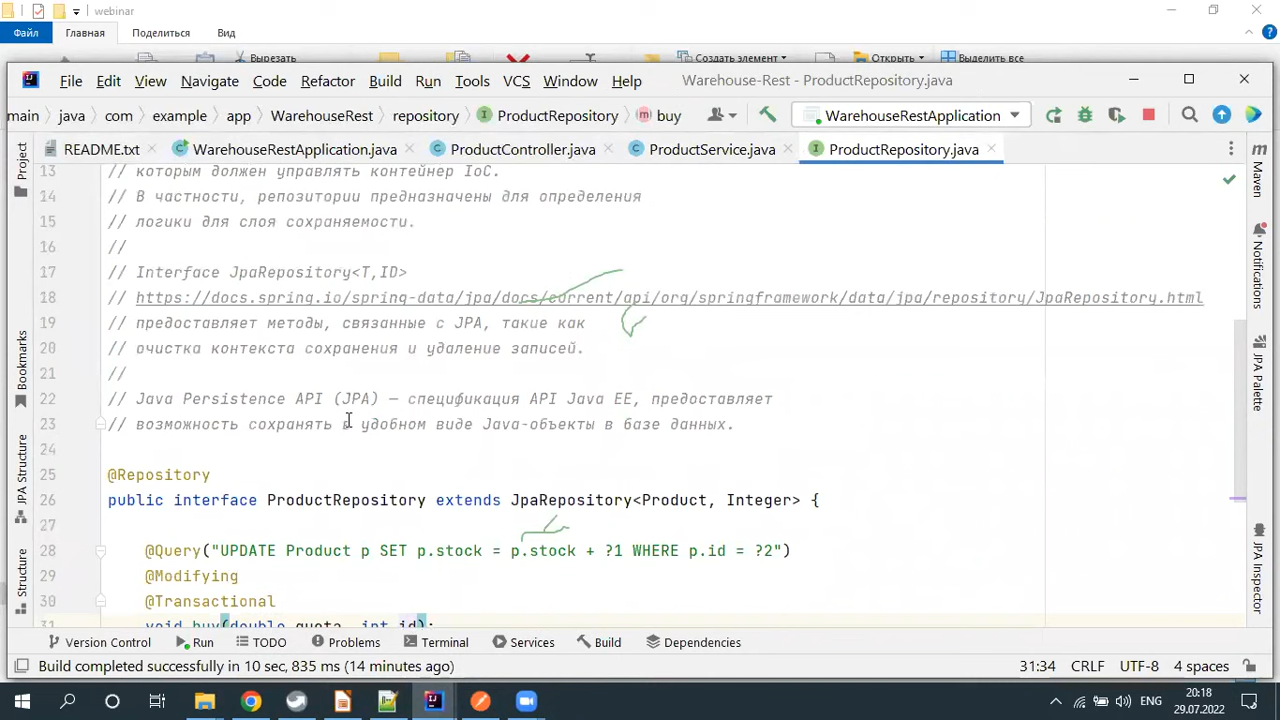 webinar
Файл Главная Поделиться Вид
Вырезать Создать элемент Открыть Выделить все
File Edit View Navigate Code Refactor Build Run Tools VCS Window Help Warehouse-Rest - ProductRepository.java
main java com example app WarehouseRest repository ProductRepository buy WarehouseRestApplication
README.txt WarehouseRestApplication.java ProductController.java ProductService.java ProductRepository.java
Project
Bookmarks
JPA Structure
Structure
13 // которым должен управлять контейнер IoC.
14 // В частности, репозитории предназначены для определения
15 // логики для слоя сохраняемости.
16 //
17 // Interface JpaRepository<T,ID>
18 // https://docs.spring.io/spring-data/jpa/docs/current/api/org/springframework/data/jpa/repository/JpaRepository.html
19 // предоставляет методы, связанные с JPA, такие как
20 // очистка контекста сохранения и удаление записей.
21 //
22 // Java Persistence API (JPA) — спецификация API Java EE, предоставляет
23 // возможность сохранять в удобном виде Java-объекты в базе данных.
24
25 @Repository
26 public interface ProductRepository extends JpaRepository<Product, Integer> {
27
28 @Query("UPDATE Product p SET p.stock = p.stock + ?1 WHERE p.id = ?2")
29 @Modifying
30 @Transactional
31 void buy(double quota, int id);
Maven
Notifications
JPA Palette
JPA Inspector
Version Control Run TODO Problems Terminal Services Build Dependencies
Build completed successfully in 10 sec, 835 ms (14 minutes ago) 31:34 CRLF UTF-8 4 spaces
ENG 20:18
29.07.2022